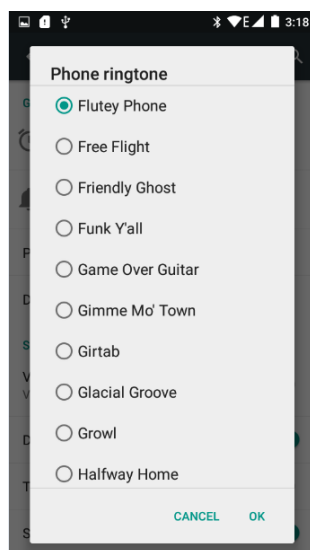 E 3:18
Phone ringtone
Flutey Phone
Free Flight
Friendly Ghost
Funk Y'all
Game Over Guitar
Gimme Mo' Town
Girtab
Glacial Groove
Growl
Halfway Home
CANCEL OK
G
P
D
S
V
V
D
T
S